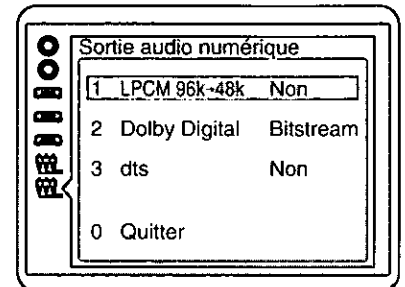 Sortie audio numérique
1 LPCM 96k→48k Non
2 Dolby Digital Bitstream
3 dts Non
0 Quitter